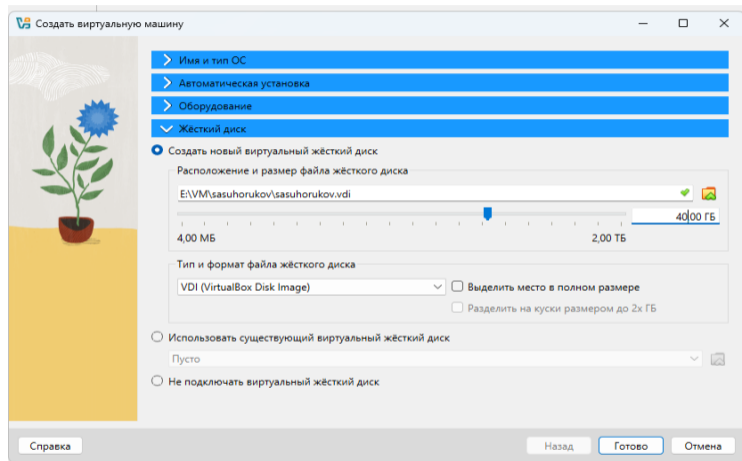 Создать виртуальную машину
Имя и тип ОС
Автоматическая установка
Оборудование
Жёсткий диск
Создать новый виртуальный жёсткий диск
Расположение и размер файла жёсткого диска
E:\VM\sasuhorukov\sasuhorukov.vdi
40,00 ГБ
4,00 МБ 2,00 ТБ
Тип и формат файла жёсткого диска
VDI (VirtualBox Disk Image) Выделить место в полном размере
Разделить на куски размером до 2х ГБ
Использовать существующий виртуальный жёсткий диск
Пусто
Не подключать виртуальный жёсткий диск
Справка Назад Готово Отмена